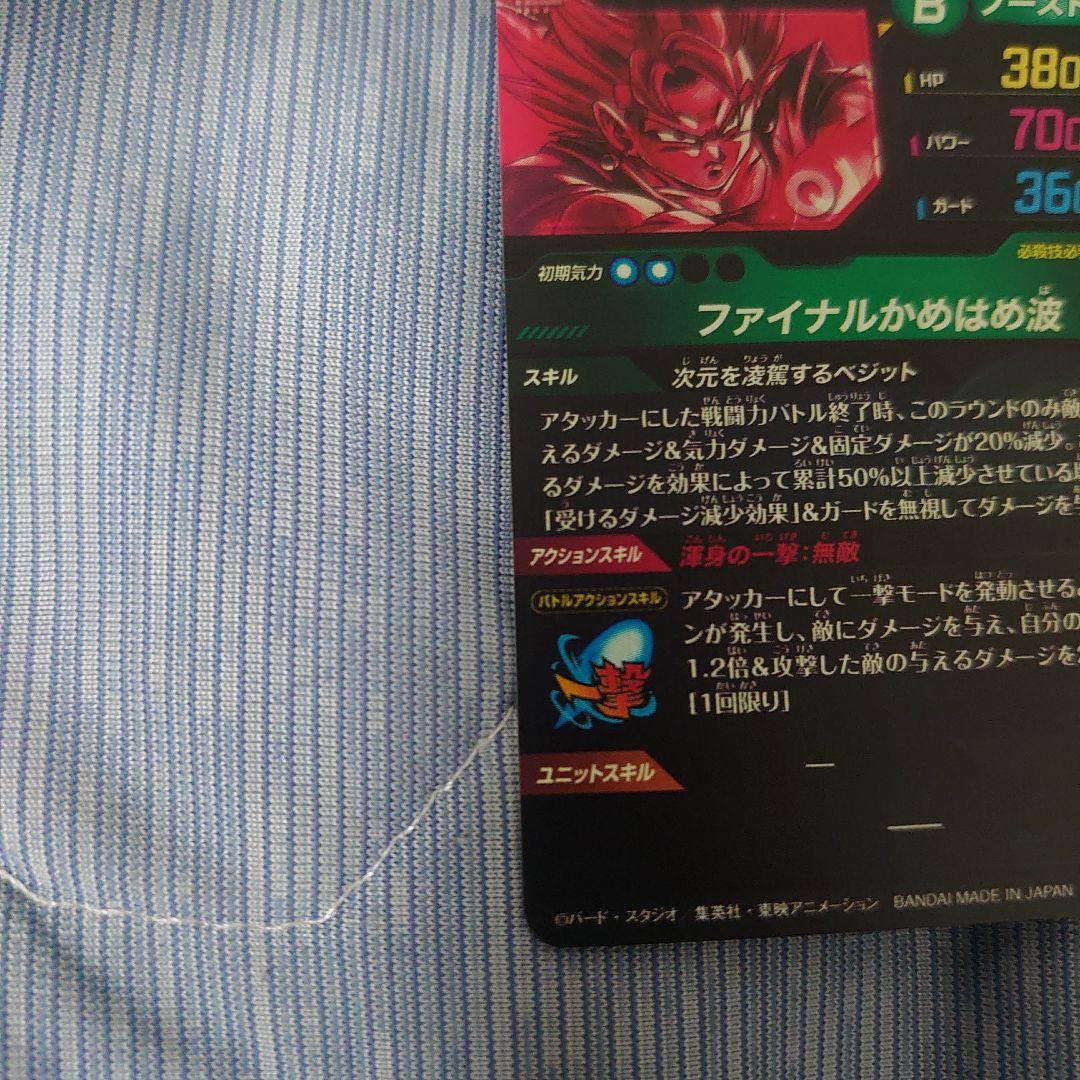 B ブースト
HP 380
パワー 700
ガード 360
初期気力
必殺技必
ファイナルかめはめ波
スキル 次元を凌駕するベジット
アタッカーにした戦闘力バトル終了時、このラウンドのみ敵
えるダメージ&気力ダメージ&固定ダメージが20%減少。
るダメージを効果によって累計50%以上減少させている
「受けるダメージ減少効果」&ガードを無視してダメージを与
アクションスキル 渾身の一撃:無敵
バトルアクションスキル
アタッカーにして一撃モードを発動させる
ンが発生し、敵にダメージを与え、自分の
1.2倍&攻撃した敵の与えるダメージを
[1回限り]
一撃
ユニットスキル —
—
©バード・スタジオ/集英社・東映アニメーション BANDAI MADE IN JAPAN